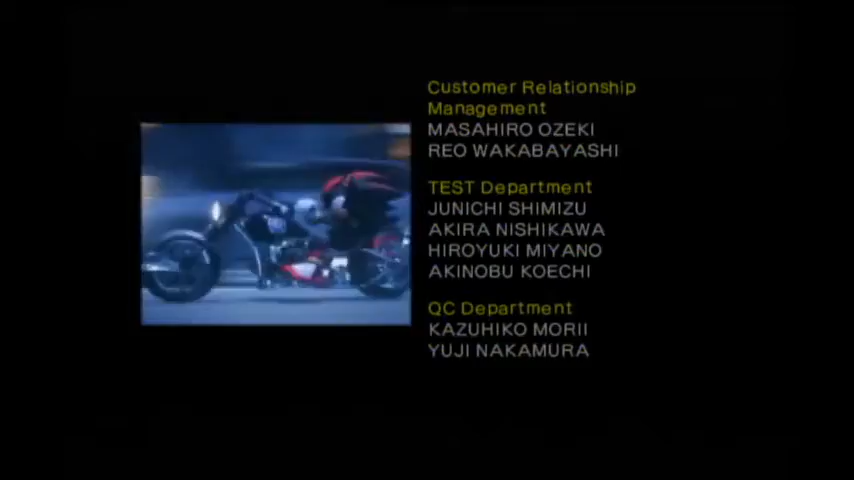 Customer Relationship
Management
MASAHIRO OZEKI
REO WAKABAYASHI
TEST Department
JUNICHI SHIMIZU
AKIRA NISHIKAWA
HIROYUKI MIYANO
AKINOBU KOECHI
QC Department
KAZUHIKO MORII
YUJI NAKAMURA